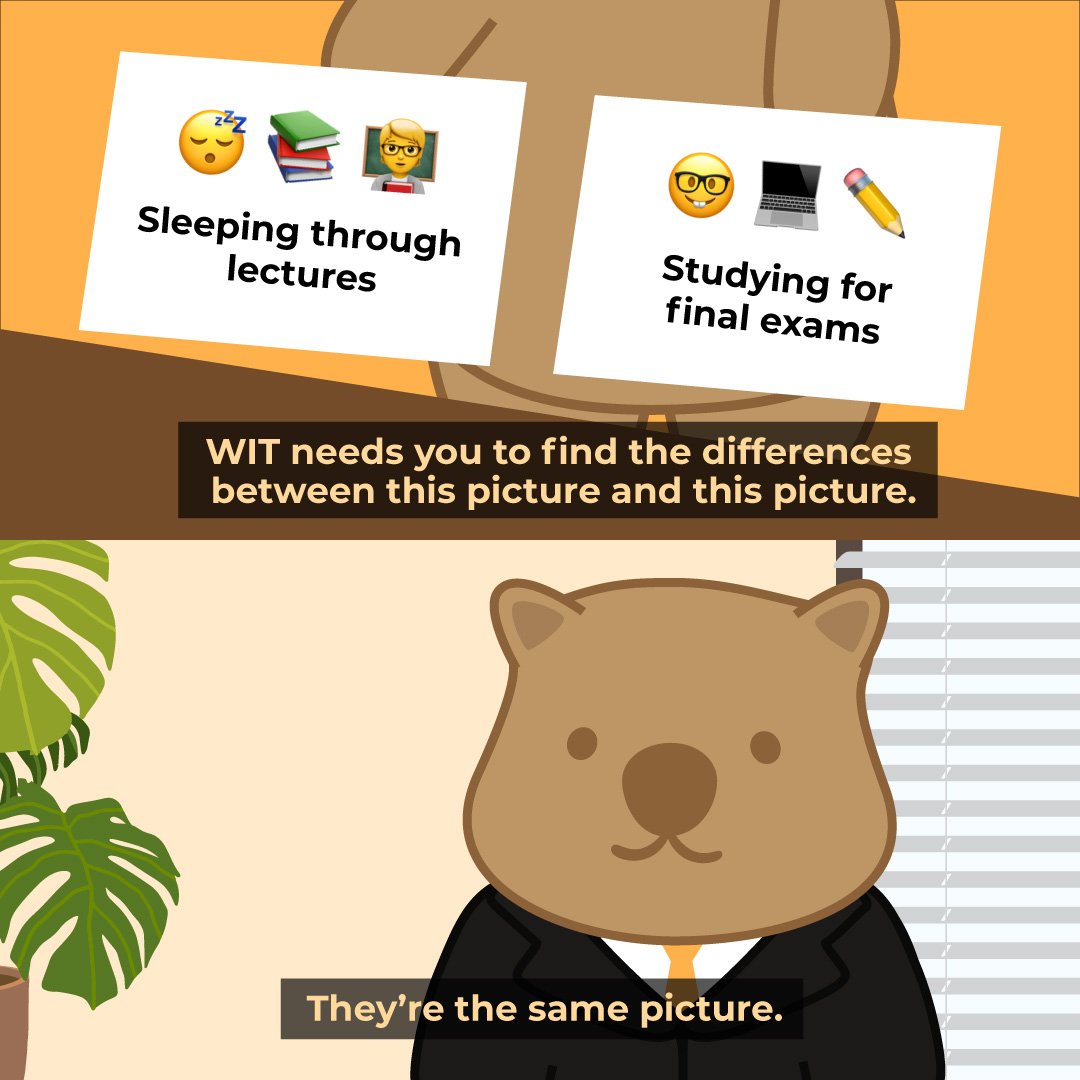 Sleeping through
lectures
Studying for
final exams
WIT needs you to find the differences
between this picture and this picture.
They’re the same picture.